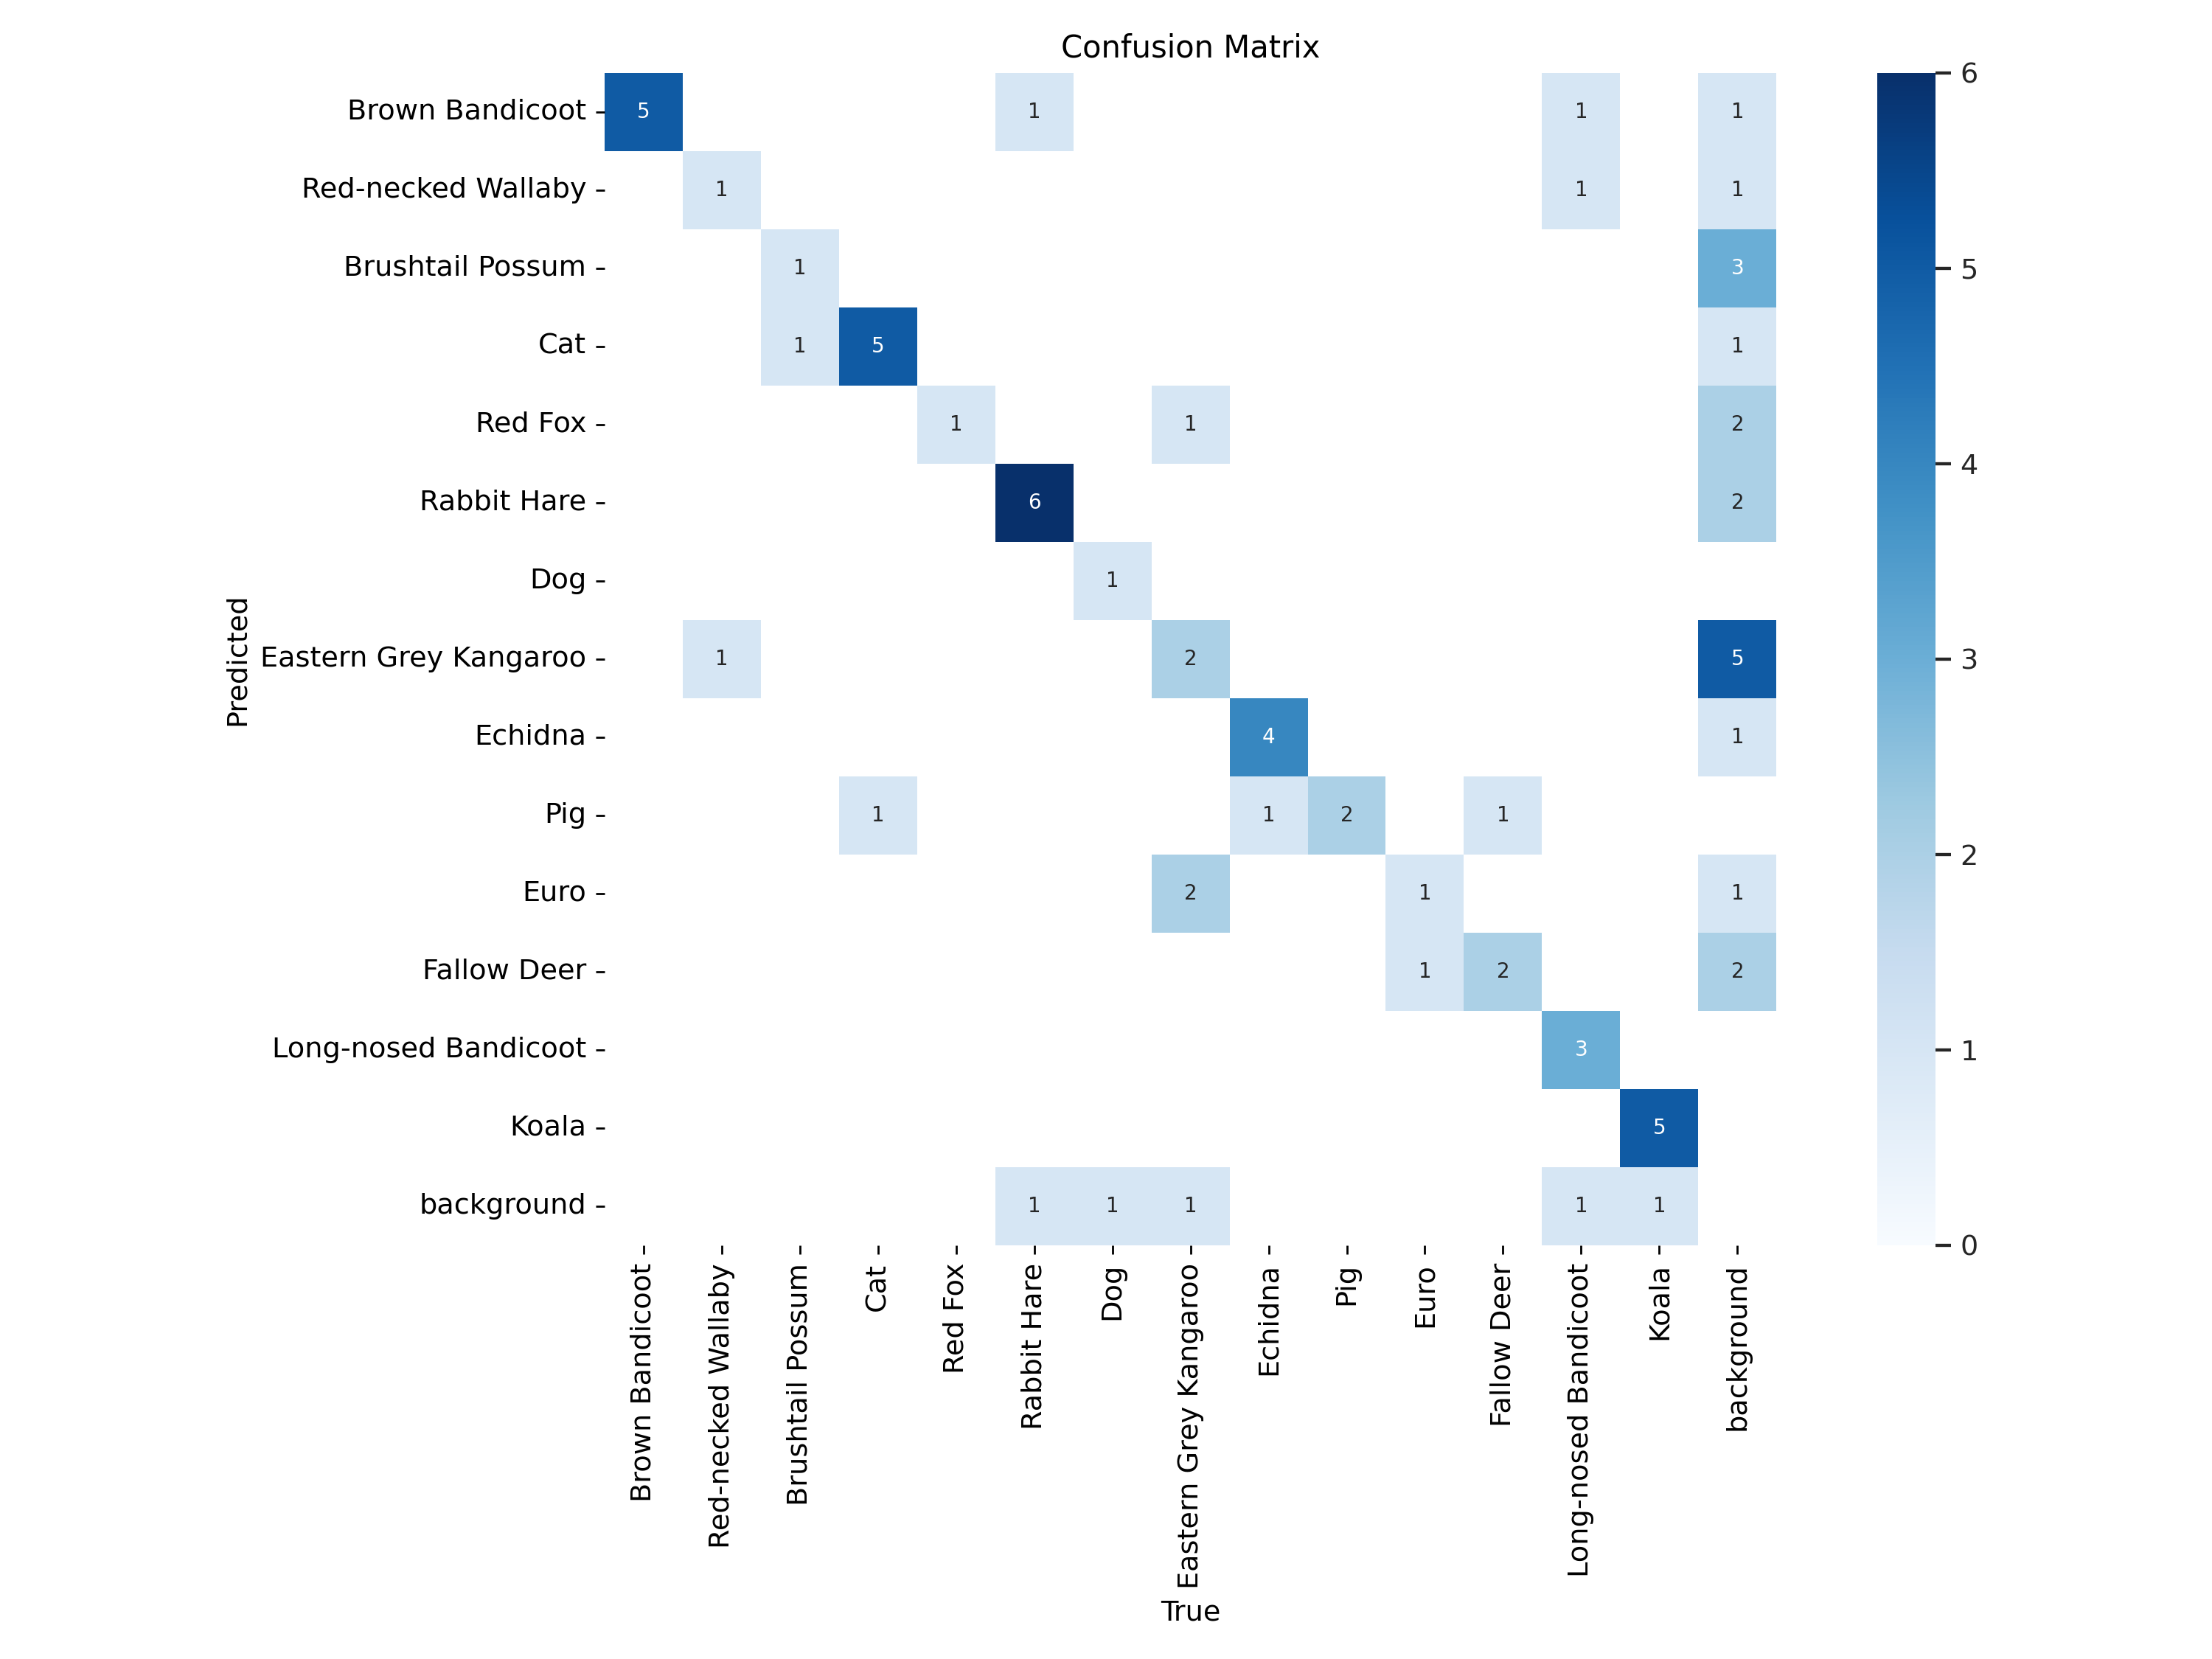 Confusion Matrix
Brown Bandicoot 5 1 1 1
Red-necked Wallaby 1 1 1
Brushtail Possum 1 3
Cat 1 5 1
Red Fox 1 1 2
Rabbit Hare 6 2
Dog 1
Eastern Grey Kangaroo 1 2 5
Echidna 4 1
Pig 1 1 2 1
Euro 2 1 1
Fallow Deer 1 2 2
Long-nosed Bandicoot 3
Koala 5
background 1 1 1 1 1
Predicted
Brown Bandicoot
Red-necked Wallaby
Brushtail Possum
Cat
Red Fox
Rabbit Hare
Dog
Eastern Grey Kangaroo
Echidna
Pig
Euro
Fallow Deer
Long-nosed Bandicoot
Koala
background
True
6
5
4
3
2
1
0